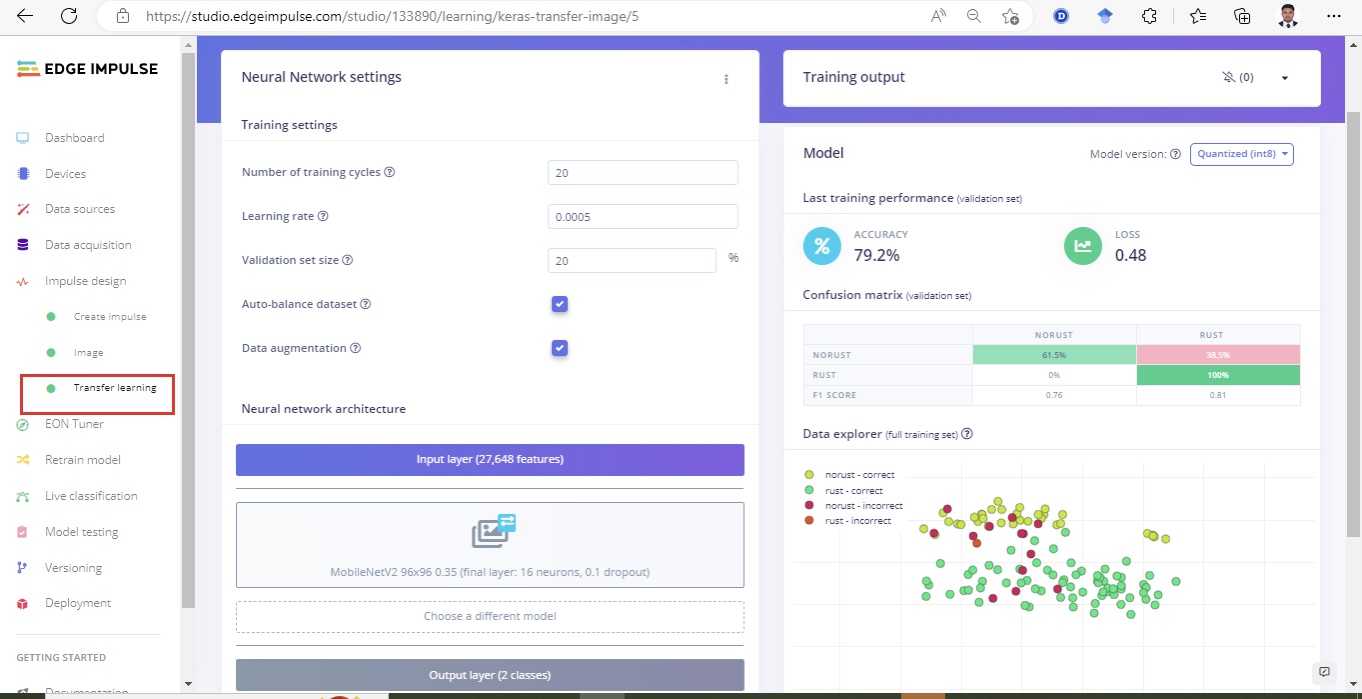 https://studio.edgeimpulse.com/studio/133890/learning/keras-transfer-image/5
EDGE IMPULSE
Dashboard
Devices
Data sources
Data acquisition
Impulse design
Create impulse
Image
Transfer learning
EON Tuner
Retrain model
Live classification
Model testing
Versioning
Deployment
GETTING STARTED
Documentation
Neural Network settings
Training settings
Number of training cycles ?
20
Learning rate ?
0.0005
Validation set size ?
20 %
Auto-balance dataset ?
Data augmentation ?
Neural network architecture
Input layer (27,648 features)
MobileNetV2 96x96 0.35 (final layer: 16 neurons, 0.1 dropout)
Choose a different model
Output layer (2 classes)
Training output
(0)
Model
Model version: ? Quantized (int8)
Last training performance (validation set)
% ACCURACY
79.2%
LOSS
0.48
Confusion matrix (validation set)
NORUST RUST
NORUST 61.5% 38.5%
RUST 0% 100%
F1 SCORE 0.76 0.81
Data explorer (full training set) ?
norust - correct
rust - correct
norust - incorrect
rust - incorrect